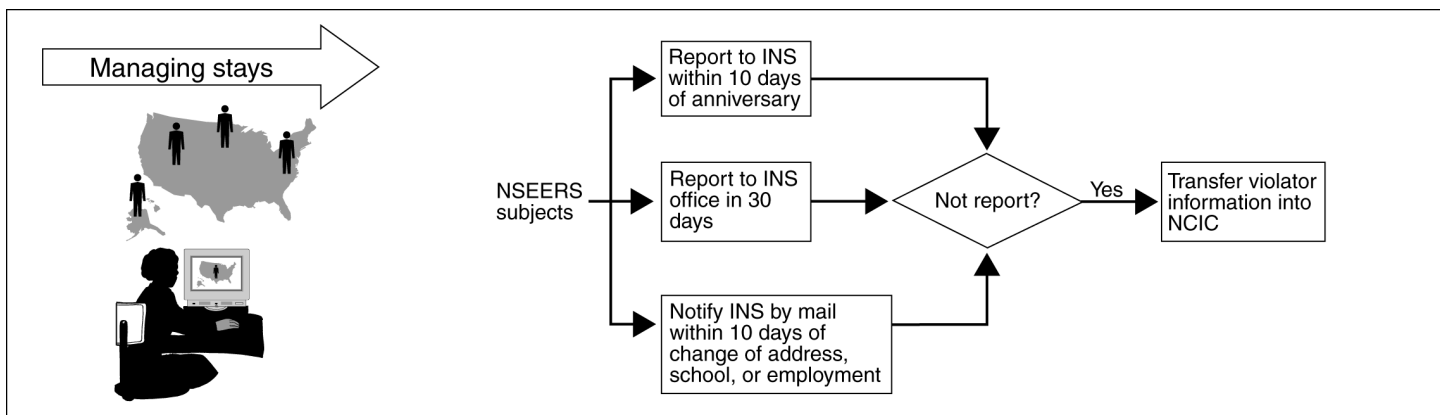 Managing stays
NSEERS
subjects
Report to INS
within 10 days
of anniversary
Report to INS
office in 30
days
Notify INS by mail
within 10 days of
change of address,
school, or employment
Not report?
Yes
Transfer violator
information into
NCIC